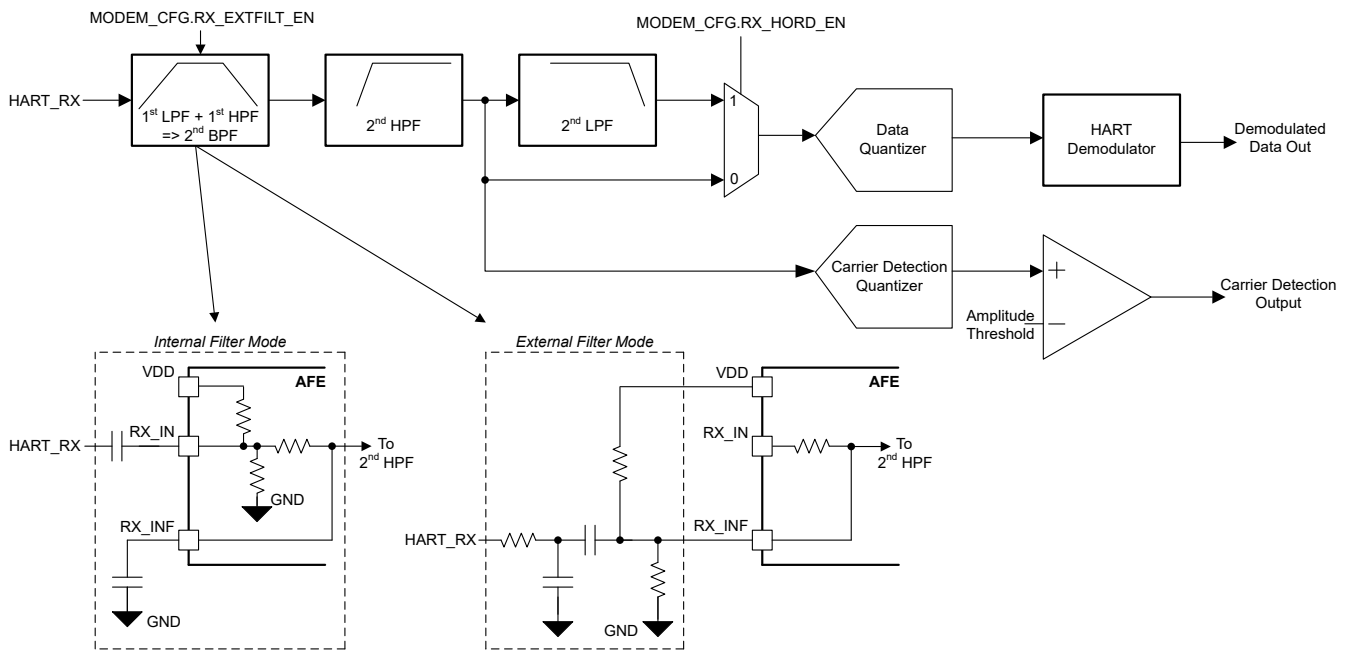 MODEM_CFG.RX_EXTFILT_EN
MODEM_CFG.RX_HORD_EN
HART_RX
1st LPF + 1st HPF
=> 2nd BPF
2nd HPF
2nd LPF
1
0
Data
Quantizer
HART
Demodulator
Demodulated
Data Out
Carrier Detection
Quantizer
+
−
Amplitude
Threshold
Carrier Detection
Output
Internal Filter Mode
VDD
AFE
HART_RX
RX_IN
To
2nd HPF
GND
RX_INF
GND
External Filter Mode
VDD
AFE
RX_IN
To
2nd HPF
HART_RX
RX_INF
GND